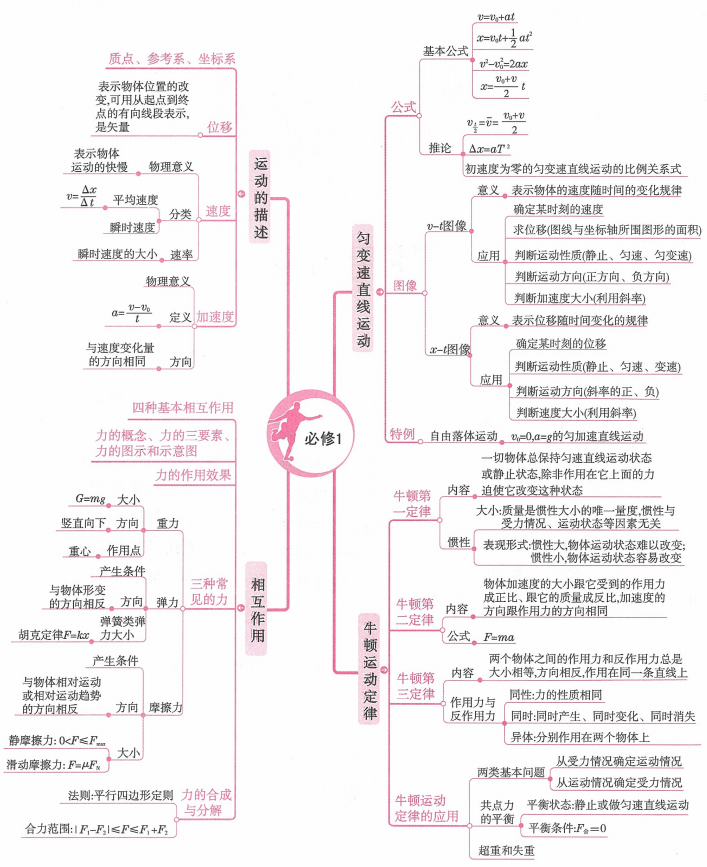 必修1
运动的描述
质点、参考系、坐标系
位移
表示物体位置的改
变,可用从起点到终
点的有向线段表示,
是矢量
速度
物理意义
表示物体
运动的快慢
分类
平均速度
v=Δx/Δt
瞬时速度
速率
瞬时速度的大小
加速度
物理意义
定义
a=(v-v₀)/t
方向
与速度变化量
的方向相同
相互作用
四种基本相互作用
力的概念、力的三要素、
力的图示和示意图
力的作用效果
三种常
见的力
重力
大小
G=mg
方向
竖直向下
作用点
重心
弹力
产生条件
方向
与物体形变
的方向相反
弹簧类弹
力大小
胡克定律F=kx
摩擦力
产生条件
方向
与物体相对运动
或相对运动趋势
的方向相反
大小
静摩擦力: 0<F≤Fmax
滑动摩擦力: F=μFN
力的合成
与分解
法则:平行四边形定则
合力范围:|F₁-F₂|≤F≤F₁+F₂
匀变速直线运动
公式
基本公式
v=v₀+at
x=v₀t+1/2 at²
v²-v₀²=2ax
x=(v₀+v)/2 t
推论
v_{t/2}=v̄=(v₀+v)/2
Δx=aT²
初速度为零的匀变速直线运动的比例关系式
图像
v-t图像
意义
表示物体的速度随时间的变化规律
应用
确定某时刻的速度
求位移(图线与坐标轴所围图形的面积)
判断运动性质(静止、匀速、匀变速)
判断运动方向(正方向、负方向)
判断加速度大小(利用斜率)
x-t图像
意义
表示位移随时间变化的规律
应用
确定某时刻的位移
判断运动性质(静止、匀速、变速)
判断运动方向(斜率的正、负)
判断速度大小(利用斜率)
特例
自由落体运动
v₀=0,a=g的匀加速直线运动
牛顿运动定律
牛顿第
一定律
内容
一切物体总保持匀速直线运动状态
或静止状态,除非作用在它上面的力
迫使它改变这种状态
惯性
大小:质量是惯性大小的唯一量度,惯性与
受力情况、运动状态等因素无关
表现形式:惯性大,物体运动状态难以改变;
惯性小,物体运动状态容易改变
牛顿第
二定律
内容
物体加速度的大小跟它受到的作用力
成正比、跟它的质量成反比,加速度的
方向跟作用力的方向相同
公式
F=ma
牛顿第
三定律
内容
两个物体之间的作用力和反作用力总是
大小相等,方向相反,作用在同一条直线上
作用力与
反作用力
同性:力的性质相同
同时:同时产生、同时变化、同时消失
异体:分别作用在两个物体上
牛顿运动
定律的应用
两类基本问题
从受力情况确定运动情况
从运动情况确定受力情况
共点力
的平衡
平衡状态:静止或做匀速直线运动
平衡条件:F合=0
超重和失重